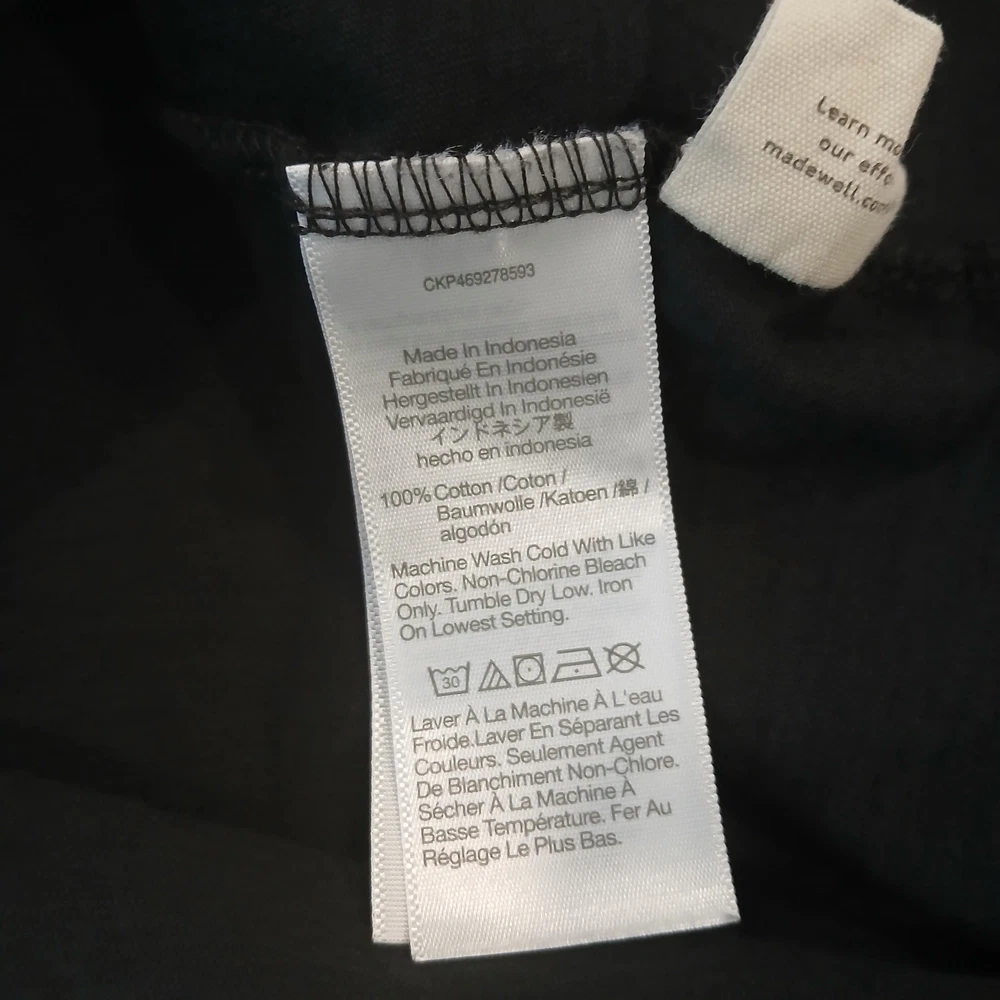 Learn
our
madewell.com
CKP469278593
Made In Indonesia
Fabriqué En Indonésie
Hergestellt In Indonesien
Vervaardigd In Indonesië
インドネシア製
hecho en indonesia
100% Cotton /Coton /
Baumwolle /Katoen /綿 /
algodón
Machine Wash Cold With Like
Colors. Non-Chlorine Bleach
Only. Tumble Dry Low. Iron
On Lowest Setting.
30
Laver À La Machine À L'eau
Froide.Laver En Séparant Les
Couleurs. Seulement Agent
De Blanchiment Non-Chlore.
Sécher À La Machine À
Basse Température. Fer Au
Réglage Le Plus Bas.